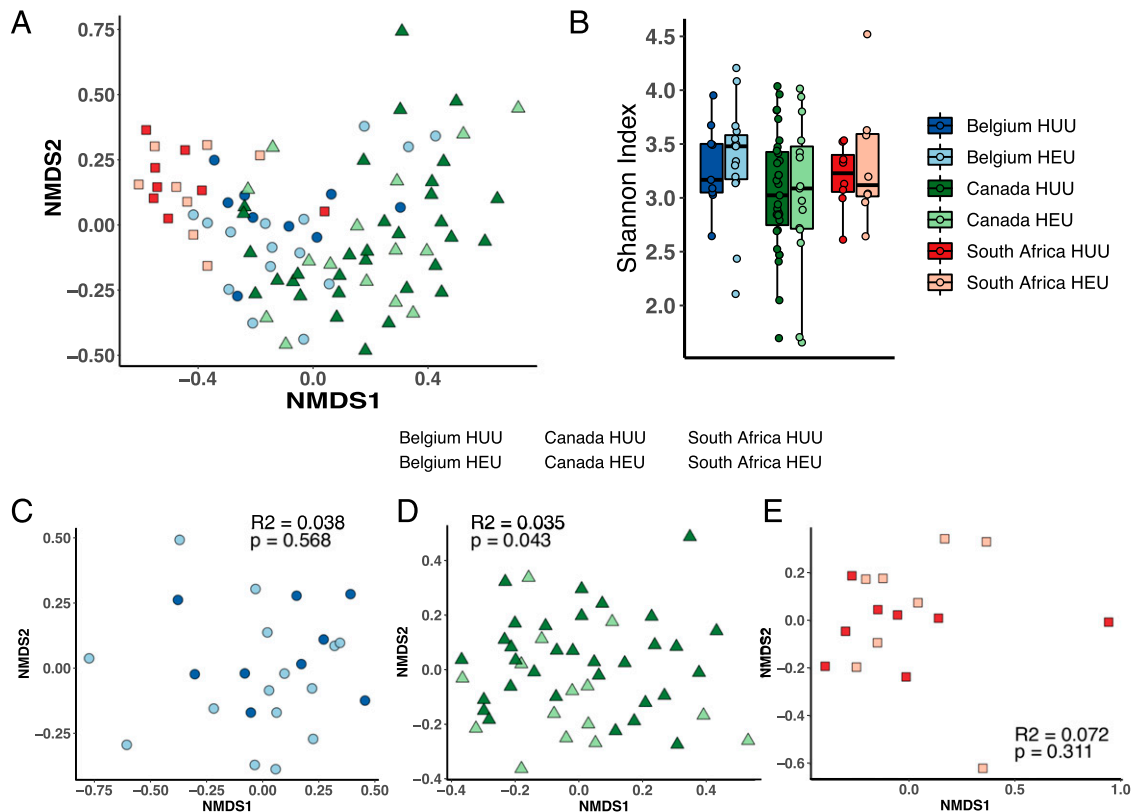 A
0.75
0.50
0.25
0.00
−0.25
−0.50
NMDS2
−0.4
0.0
0.4
NMDS1
B
4.5
4.0
3.5
3.0
2.5
2.0
Shannon Index
Belgium HUU
Belgium HEU
Canada HUU
Canada HEU
South Africa HUU
South Africa HEU
Belgium HUU Canada HUU South Africa HUU
Belgium HEU Canada HEU South Africa HEU
C
R2 = 0.038
p = 0.568
0.50
0.25
0.00
−0.25
NMDS2
−0.75
−0.50
−0.25
0.00
0.25
0.50
NMDS1
D
R2 = 0.035
p = 0.043
0.4
0.2
0.0
−0.2
−0.4
NMDS2
−0.4
−0.2
0.0
0.2
0.4
NMDS1
E
0.2
0.0
−0.2
−0.4
−0.6
NMDS2
R2 = 0.072
p = 0.311
0.0
0.5
1.0
NMDS1